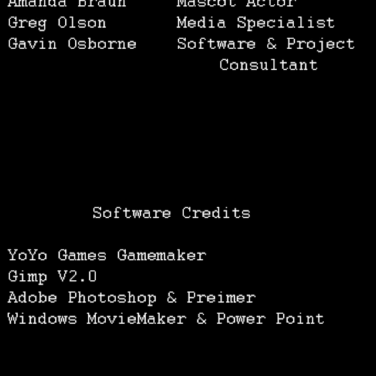 Amanda Braun Mascot Actor
Greg Olson Media Specialist
Gavin Osborne Software & Project
Consultant
Software Credits
YoYo Games Gamemaker
Gimp V2.0
Adobe Photoshop & Preimer
Windows MovieMaker & Power Point